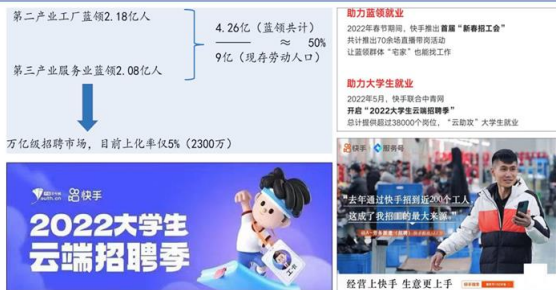 第二产业工厂蓝领2.18亿人
第三产业服务业蓝领2.08亿人
4.26亿（蓝领共计）
≈ 50%
9亿（现存劳动人口）
万亿级招聘市场，目前上化率仅5%（2300万）
助力蓝领就业
2022年春节期间，快手推出首届“新春招工会”
共计推出70余场直播带岗活动
让蓝领群体“宅家”也能找工作
助力大学生就业
2022年5月，快手联合中青网
开启“2022大学生云端招聘季”
总计提供超过38000个岗位，“云助攻”大学生就业
快手
2022大学生
云端招聘季
快手 服务号
“去年通过快手招到近200个工人，
这成了我招工的最大来源。”
经营上快手 生意更上手